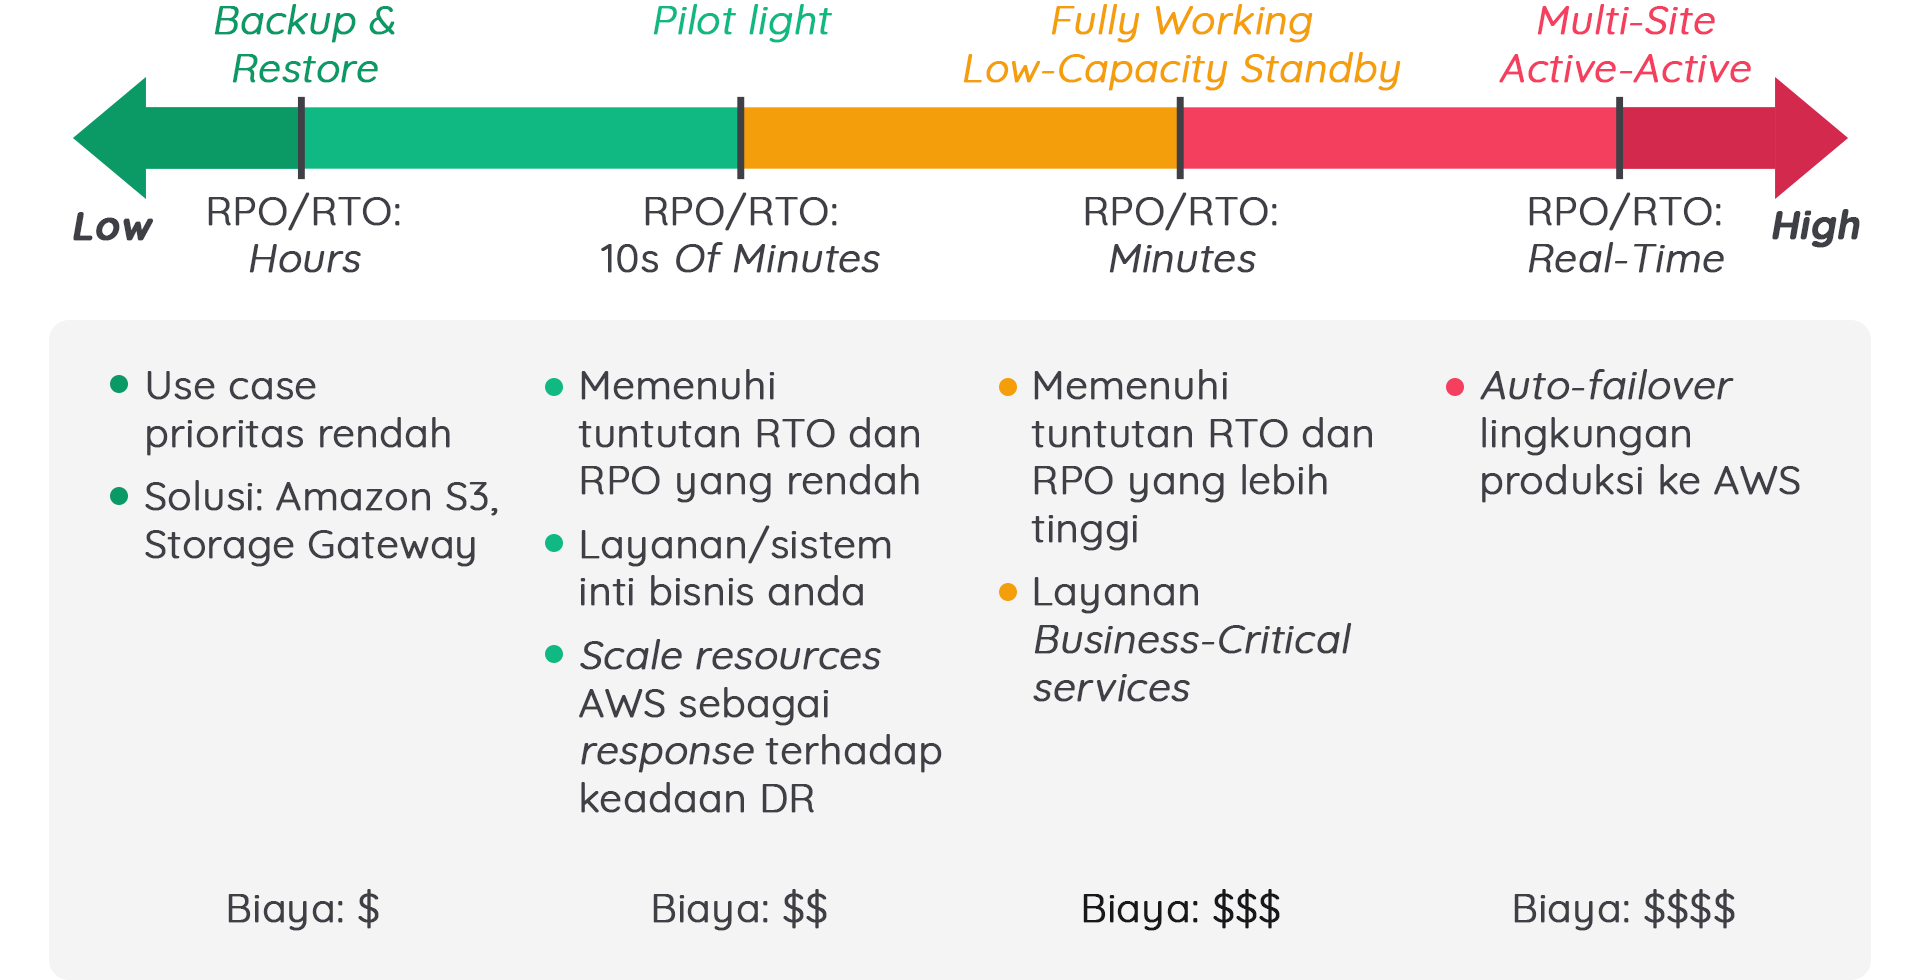 Backup &
Restore
Pilot light
Fully Working
Low-Capacity Standby
Multi-Site
Active-Active
Low
RPO/RTO:
Hours
RPO/RTO:
10s Of Minutes
RPO/RTO:
Minutes
RPO/RTO:
Real-Time
High
Use case
prioritas rendah
Solusi: Amazon S3,
Storage Gateway
Biaya: $
Memenuhi
tuntutan RTO dan
RPO yang rendah
Layanan/sistem
inti bisnis anda
Scale resources
AWS sebagai
response terhadap
keadaan DR
Biaya: $$
Memenuhi
tuntutan RTO dan
RPO yang lebih
tinggi
Layanan
Business-Critical
services
Biaya: $$$
Auto-failover
lingkungan
produksi ke AWS
Biaya: $$$$